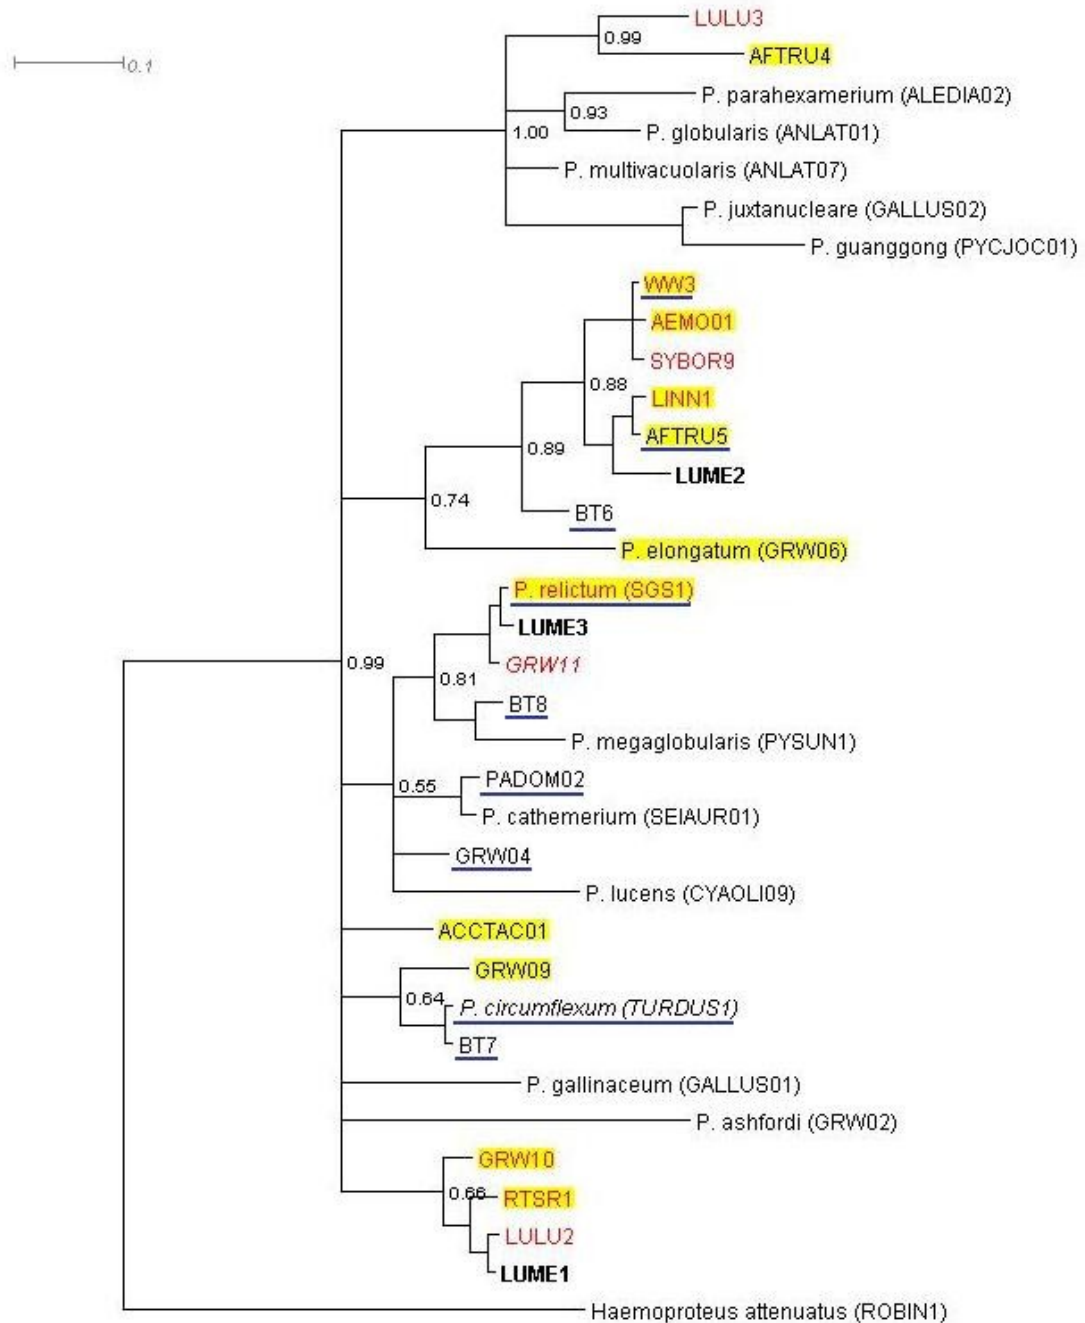 LULU3
0.99
0.1
AFTRU4
P. parahexamerium (ALEDIA02)
0.93
1.00
P. globularis (ANLAT01)
P. multivacuolaris (ANLAT07)
P. juxtanucleare (GALLUS02)
P. guanggong (PYCJOC01)
WW3
AEMO01
SYBOR9
0.88
LINN1
AFTRU5
0.89
LUME2
0.74
BT6
P. elongatum (GRW06)
P. relictum (SGS1)
LUME3
0.99
GRW11
0.81
BT8
P. megaglobularis (PYSUN1)
PADOM02
0.55
P. cathemerium (SEIAUR01)
GRW04
P. lucens (CYAOLI09)
ACCTAC01
GRW09
0.64
P. circumflexum (TURDUS1)
BT7
P. gallinaceum (GALLUS01)
P. ashfordi (GRW02)
GRW10
0.66
RTSR1
LULU2
LUME1
Haemoproteus attenuatus (ROBIN1)